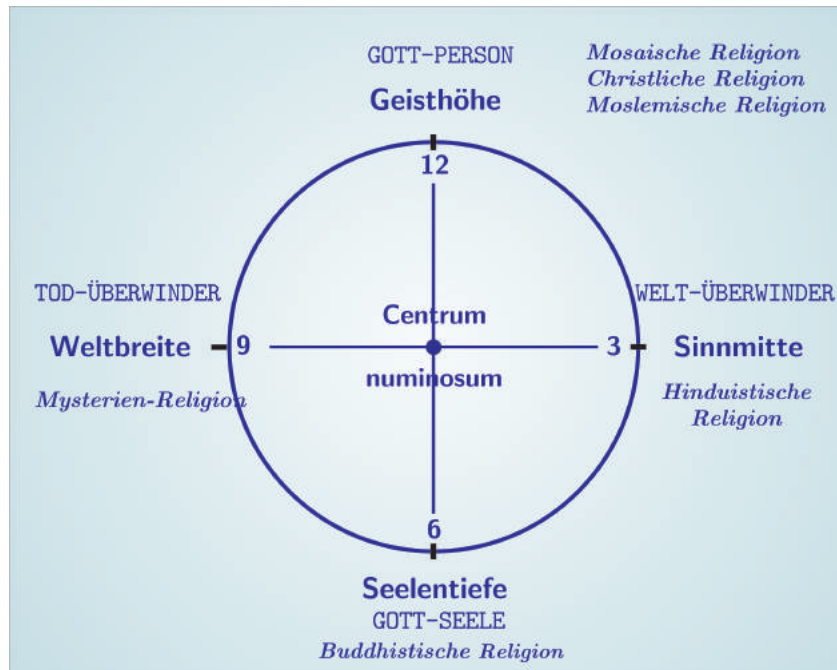 GOTT-PERSON
Geisthöhe
Mosaische Religion
Christliche Religion
Moslemische Religion
12
TOD-ÜBERWINDER
Weltbreite
9
Mysterien-Religion
Centrum
numinosum
WELT-ÜBERWINDER
3
Sinnmitte
Hinduistische
Religion
6
Seelentiefe
GOTT-SEELE
Buddhistische Religion